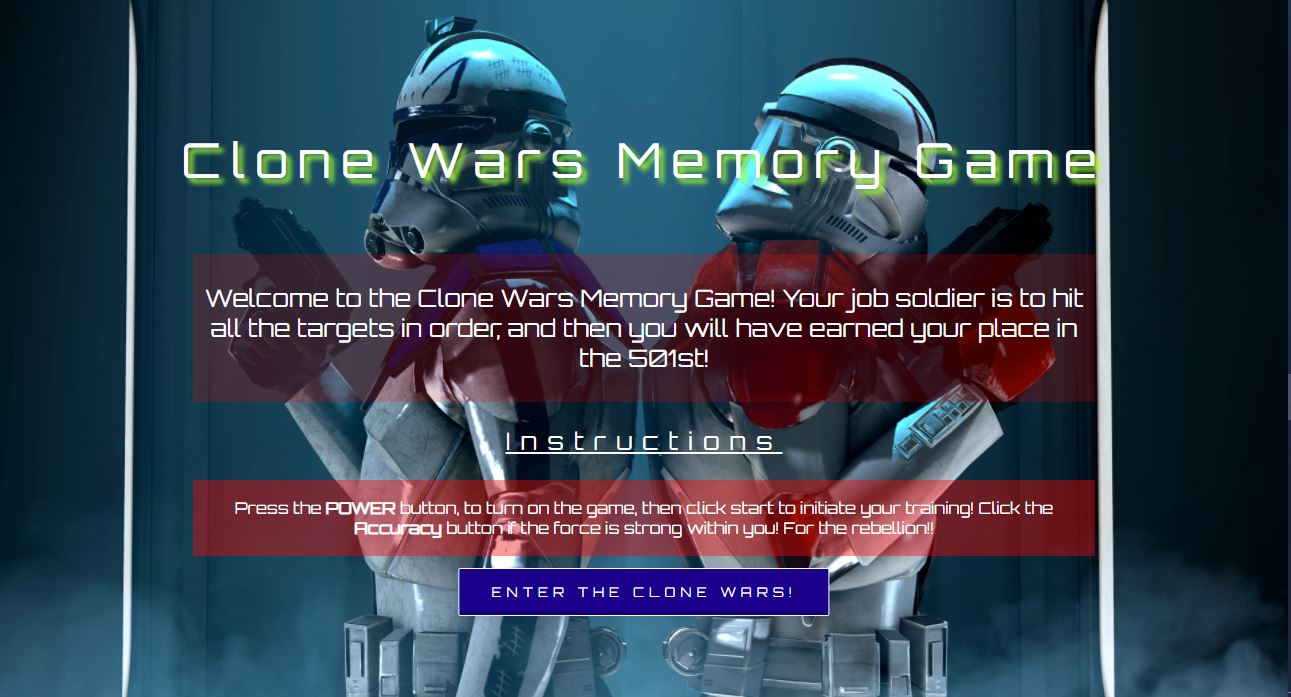 Clone Wars Memory Game
Welcome to the Clone Wars Memory Game! Your job soldier is to hit
all the targets in order, and then you will have earned your place in
the 501st!
Instructions
Press the POWER button, to turn on the game, then click start to initiate your training! Click the
Accuracy button if the force is strong within you! For the rebellion!!
ENTER THE CLONE WARS!